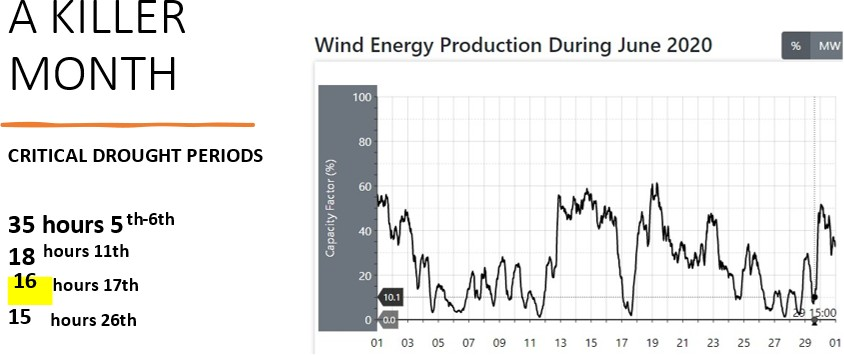 A KILLER
MONTH
CRITICAL DROUGHT PERIODS
35 hours 5th-6th
18 hours 11th
16 hours 17th
15 hours 26th
Wind Energy Production During June 2020
% MW
Capacity Factor (%)
100
80
60
40
20
10.1
0
0.0
29 15:00
01 03 05 07 09 11 13 15 17 19 21 23 25 27 29 01